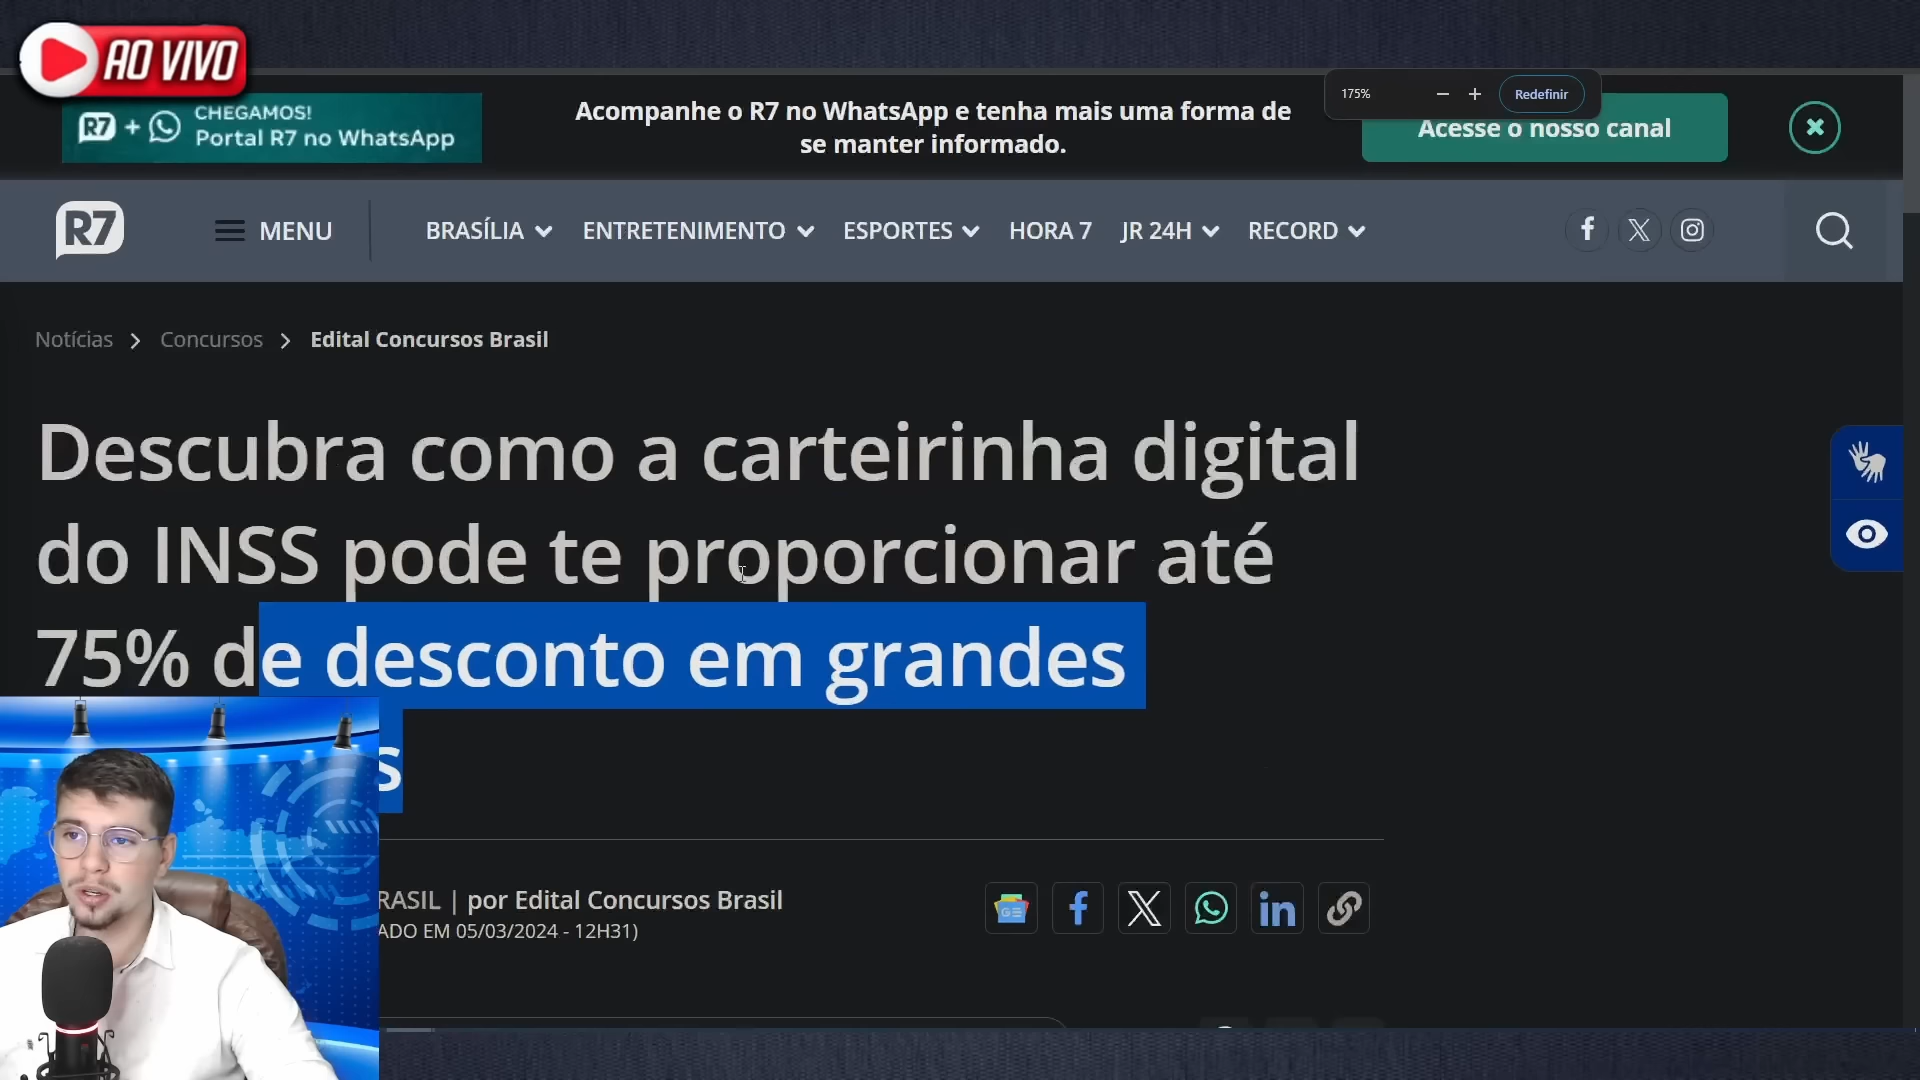 AO VIVO
R7 + CHEGAMOS!
Portal R7 no WhatsApp
Acompanhe o R7 no WhatsApp e tenha mais uma forma de
se manter informado.
175%
Redefinir
Acesse o nosso canal
R7
MENU
BRASÍLIA
ENTRETENIMENTO
ESPORTES
HORA 7
JR 24H
RECORD
Notícias > Concursos > Edital Concursos Brasil
Descubra como a carteirinha digital
do INSS pode te proporcionar até
75% de desconto em grandes
s
RASIL | por Edital Concursos Brasil
ADO EM 05/03/2024 - 12H31)